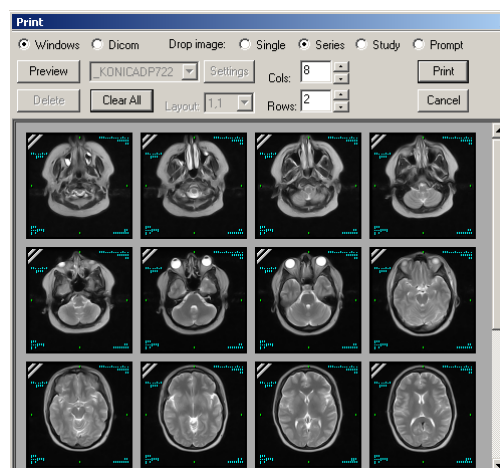 Print
Windows Dicom Drop image: Single Series Study Prompt
Preview _KONICADP722 Settings Cols: 8 Print
Delete Clear All Layout: 1,1 Rows: 2 Cancel